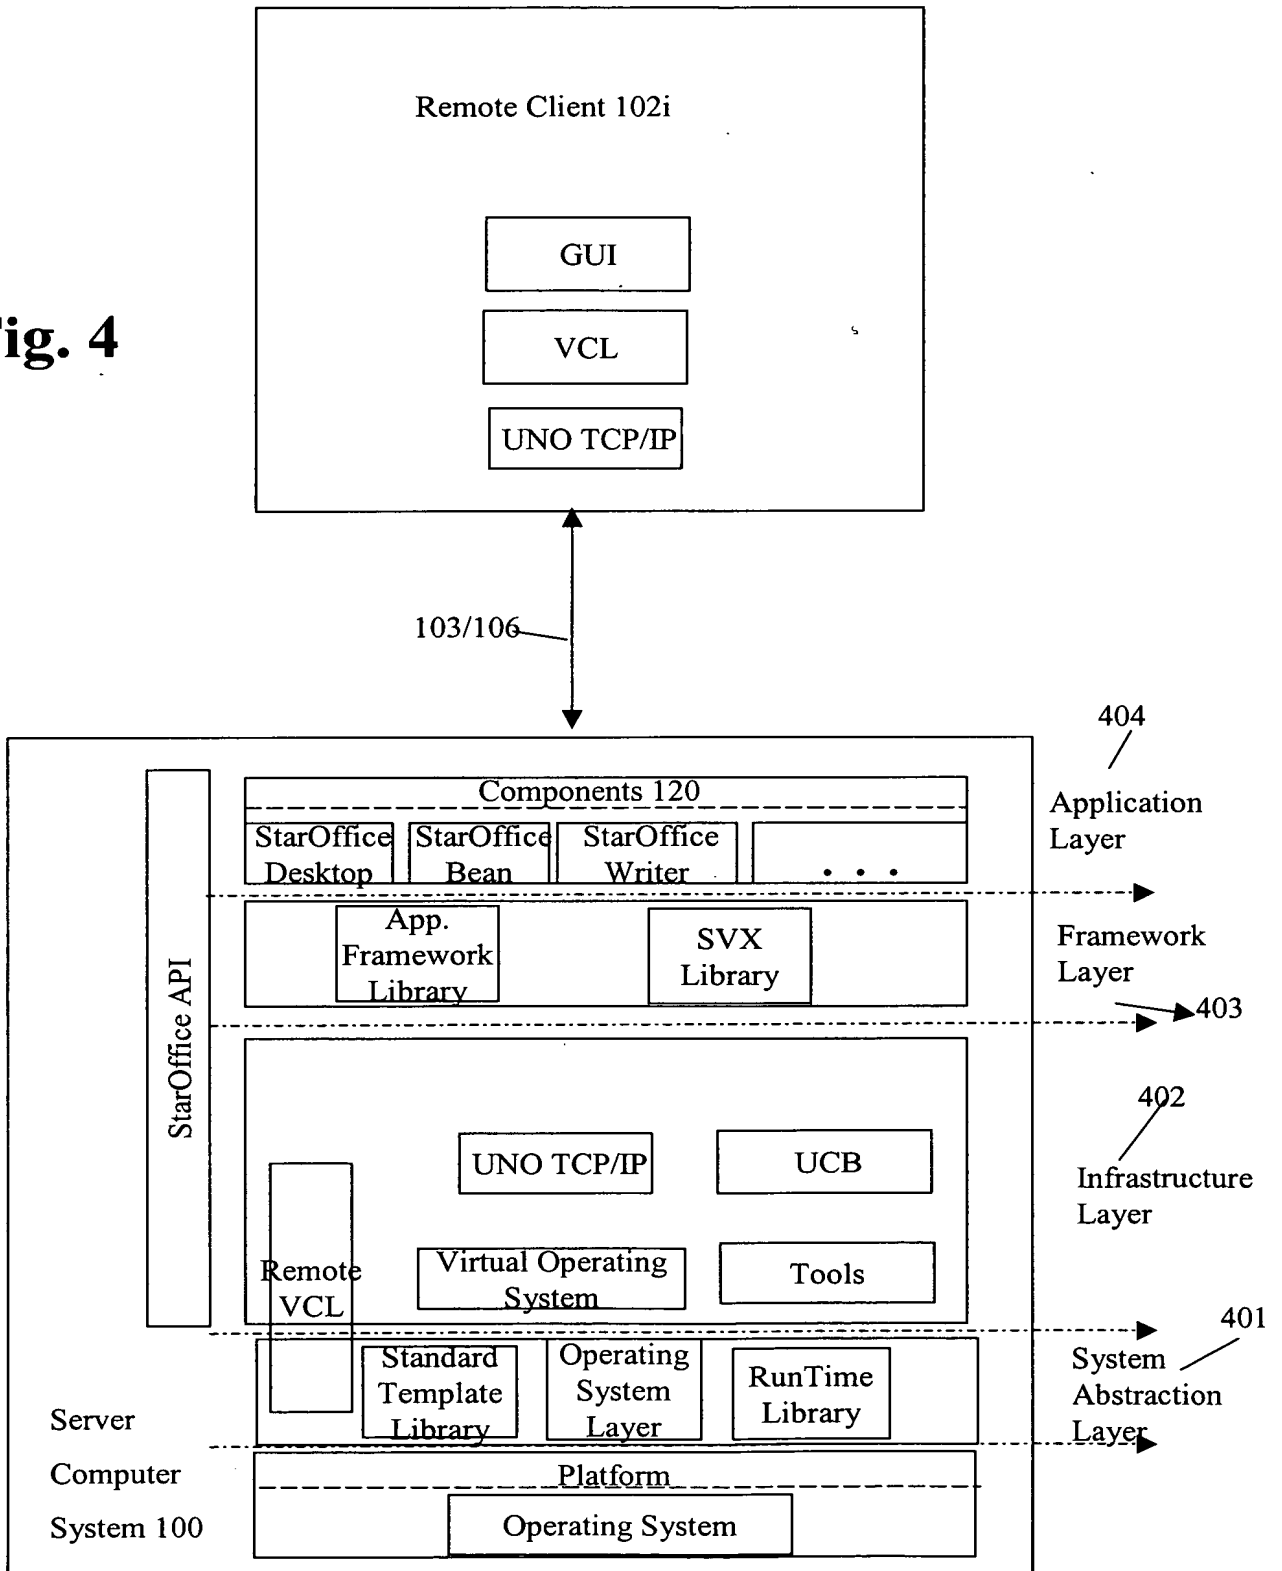 Remote Client 102i
GUI
ig. 4
VCL
UNO TCP/IP
103/106
404
Components 120
Application
Layer
StarOffice
Desktop
StarOffice
Bean
StarOffice
Writer
. . .
StarOffice API
App.
Framework
Library
SVX
Library
Framework
Layer
403
402
UNO TCP/IP
UCB
Infrastructure
Layer
Remote
VCL
Virtual Operating
System
Tools
401
Standard
Template
Library
Operating
System
Layer
RunTime
Library
System
Abstraction
Layer
Server
Computer
System 100
Platform
Operating System